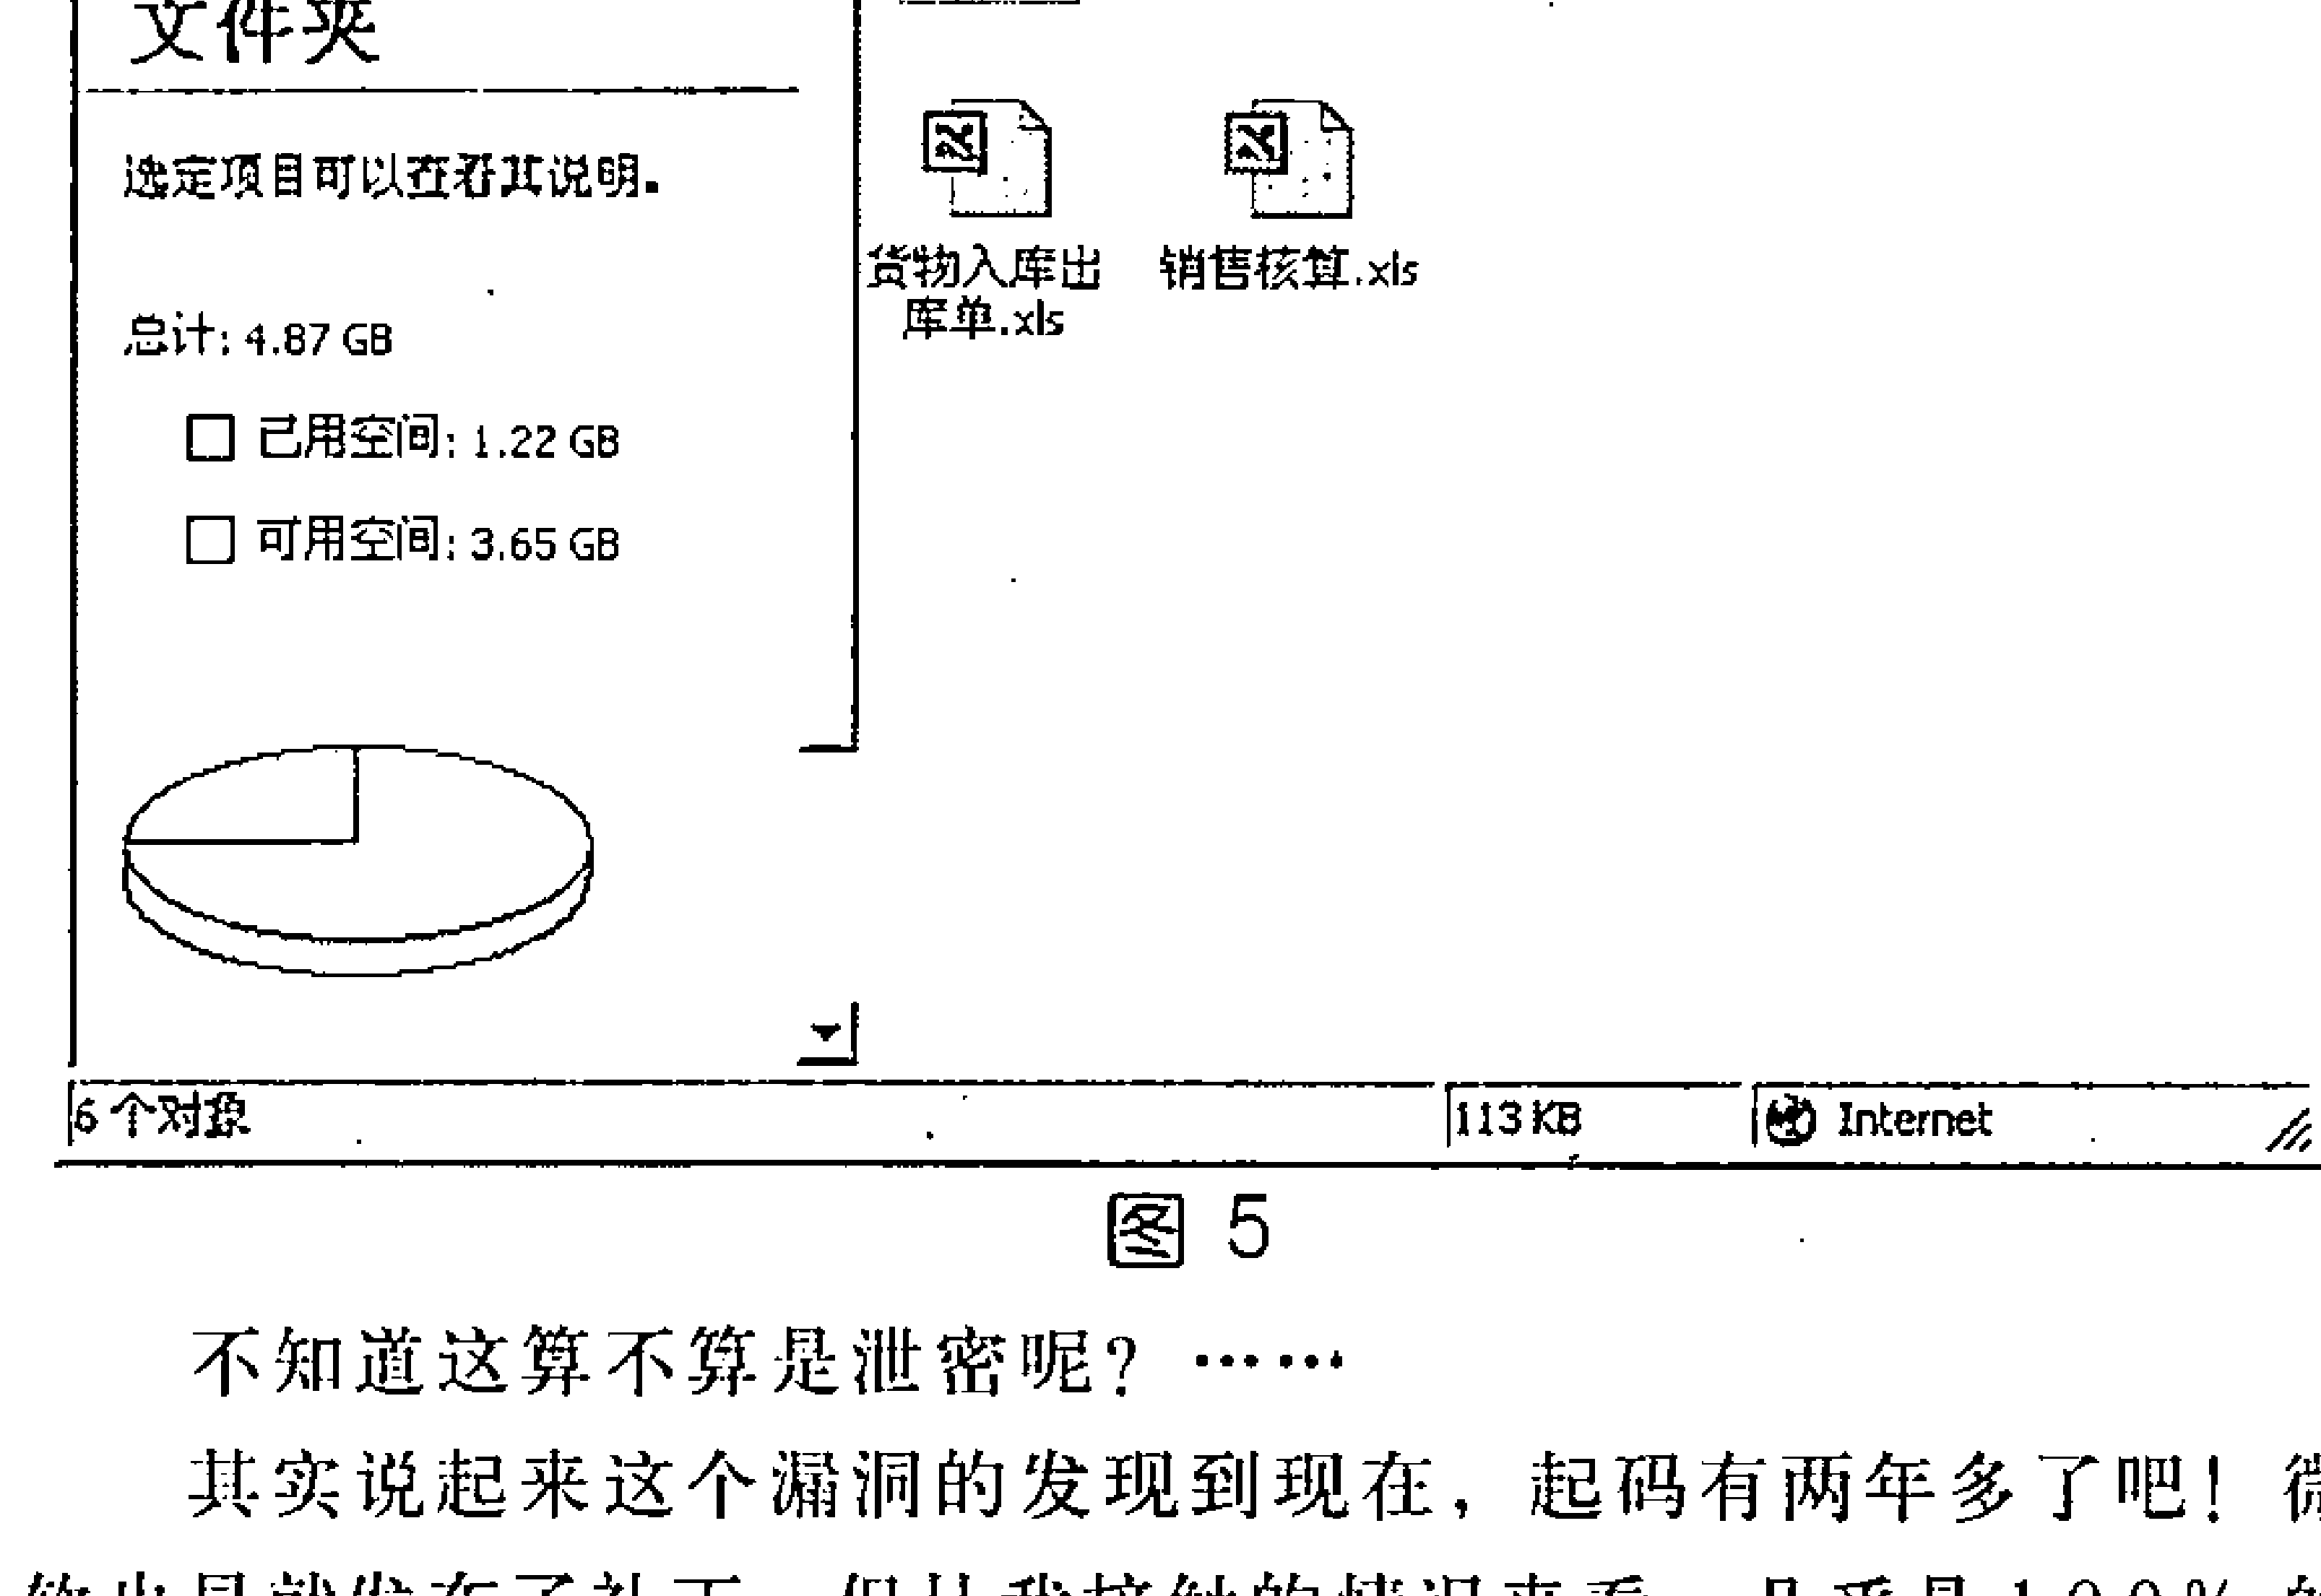 文件夹
选定项目可以查看其说明。
总计: 4.87 GB
已用空间: 1.22 GB
可用空间: 3.65 GB
货物入库出
库单.xls
销售核算.xls
6 个对象
113 KB
Internet
图 5
不知道这算不算是泄密呢? ……
其实说起来这个漏洞的发现到现在, 起码有两年多了吧! 微